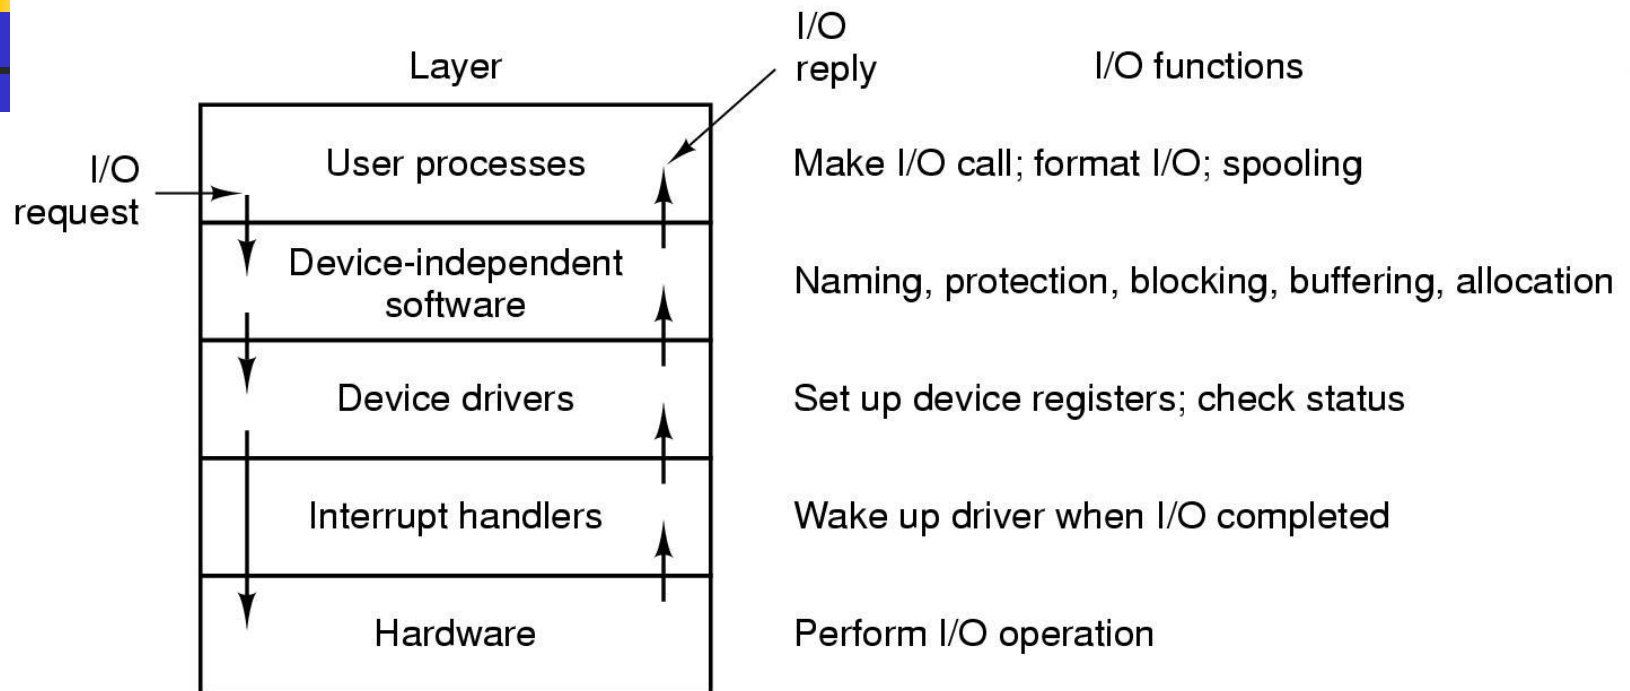 Layer
I/O
reply
I/O functions
I/O
request
User processes
Make I/O call; format I/O; spooling
Device-independent
software
Naming, protection, blocking, buffering, allocation
Device drivers
Set up device registers; check status
Interrupt handlers
Wake up driver when I/O completed
Hardware
Perform I/O operation